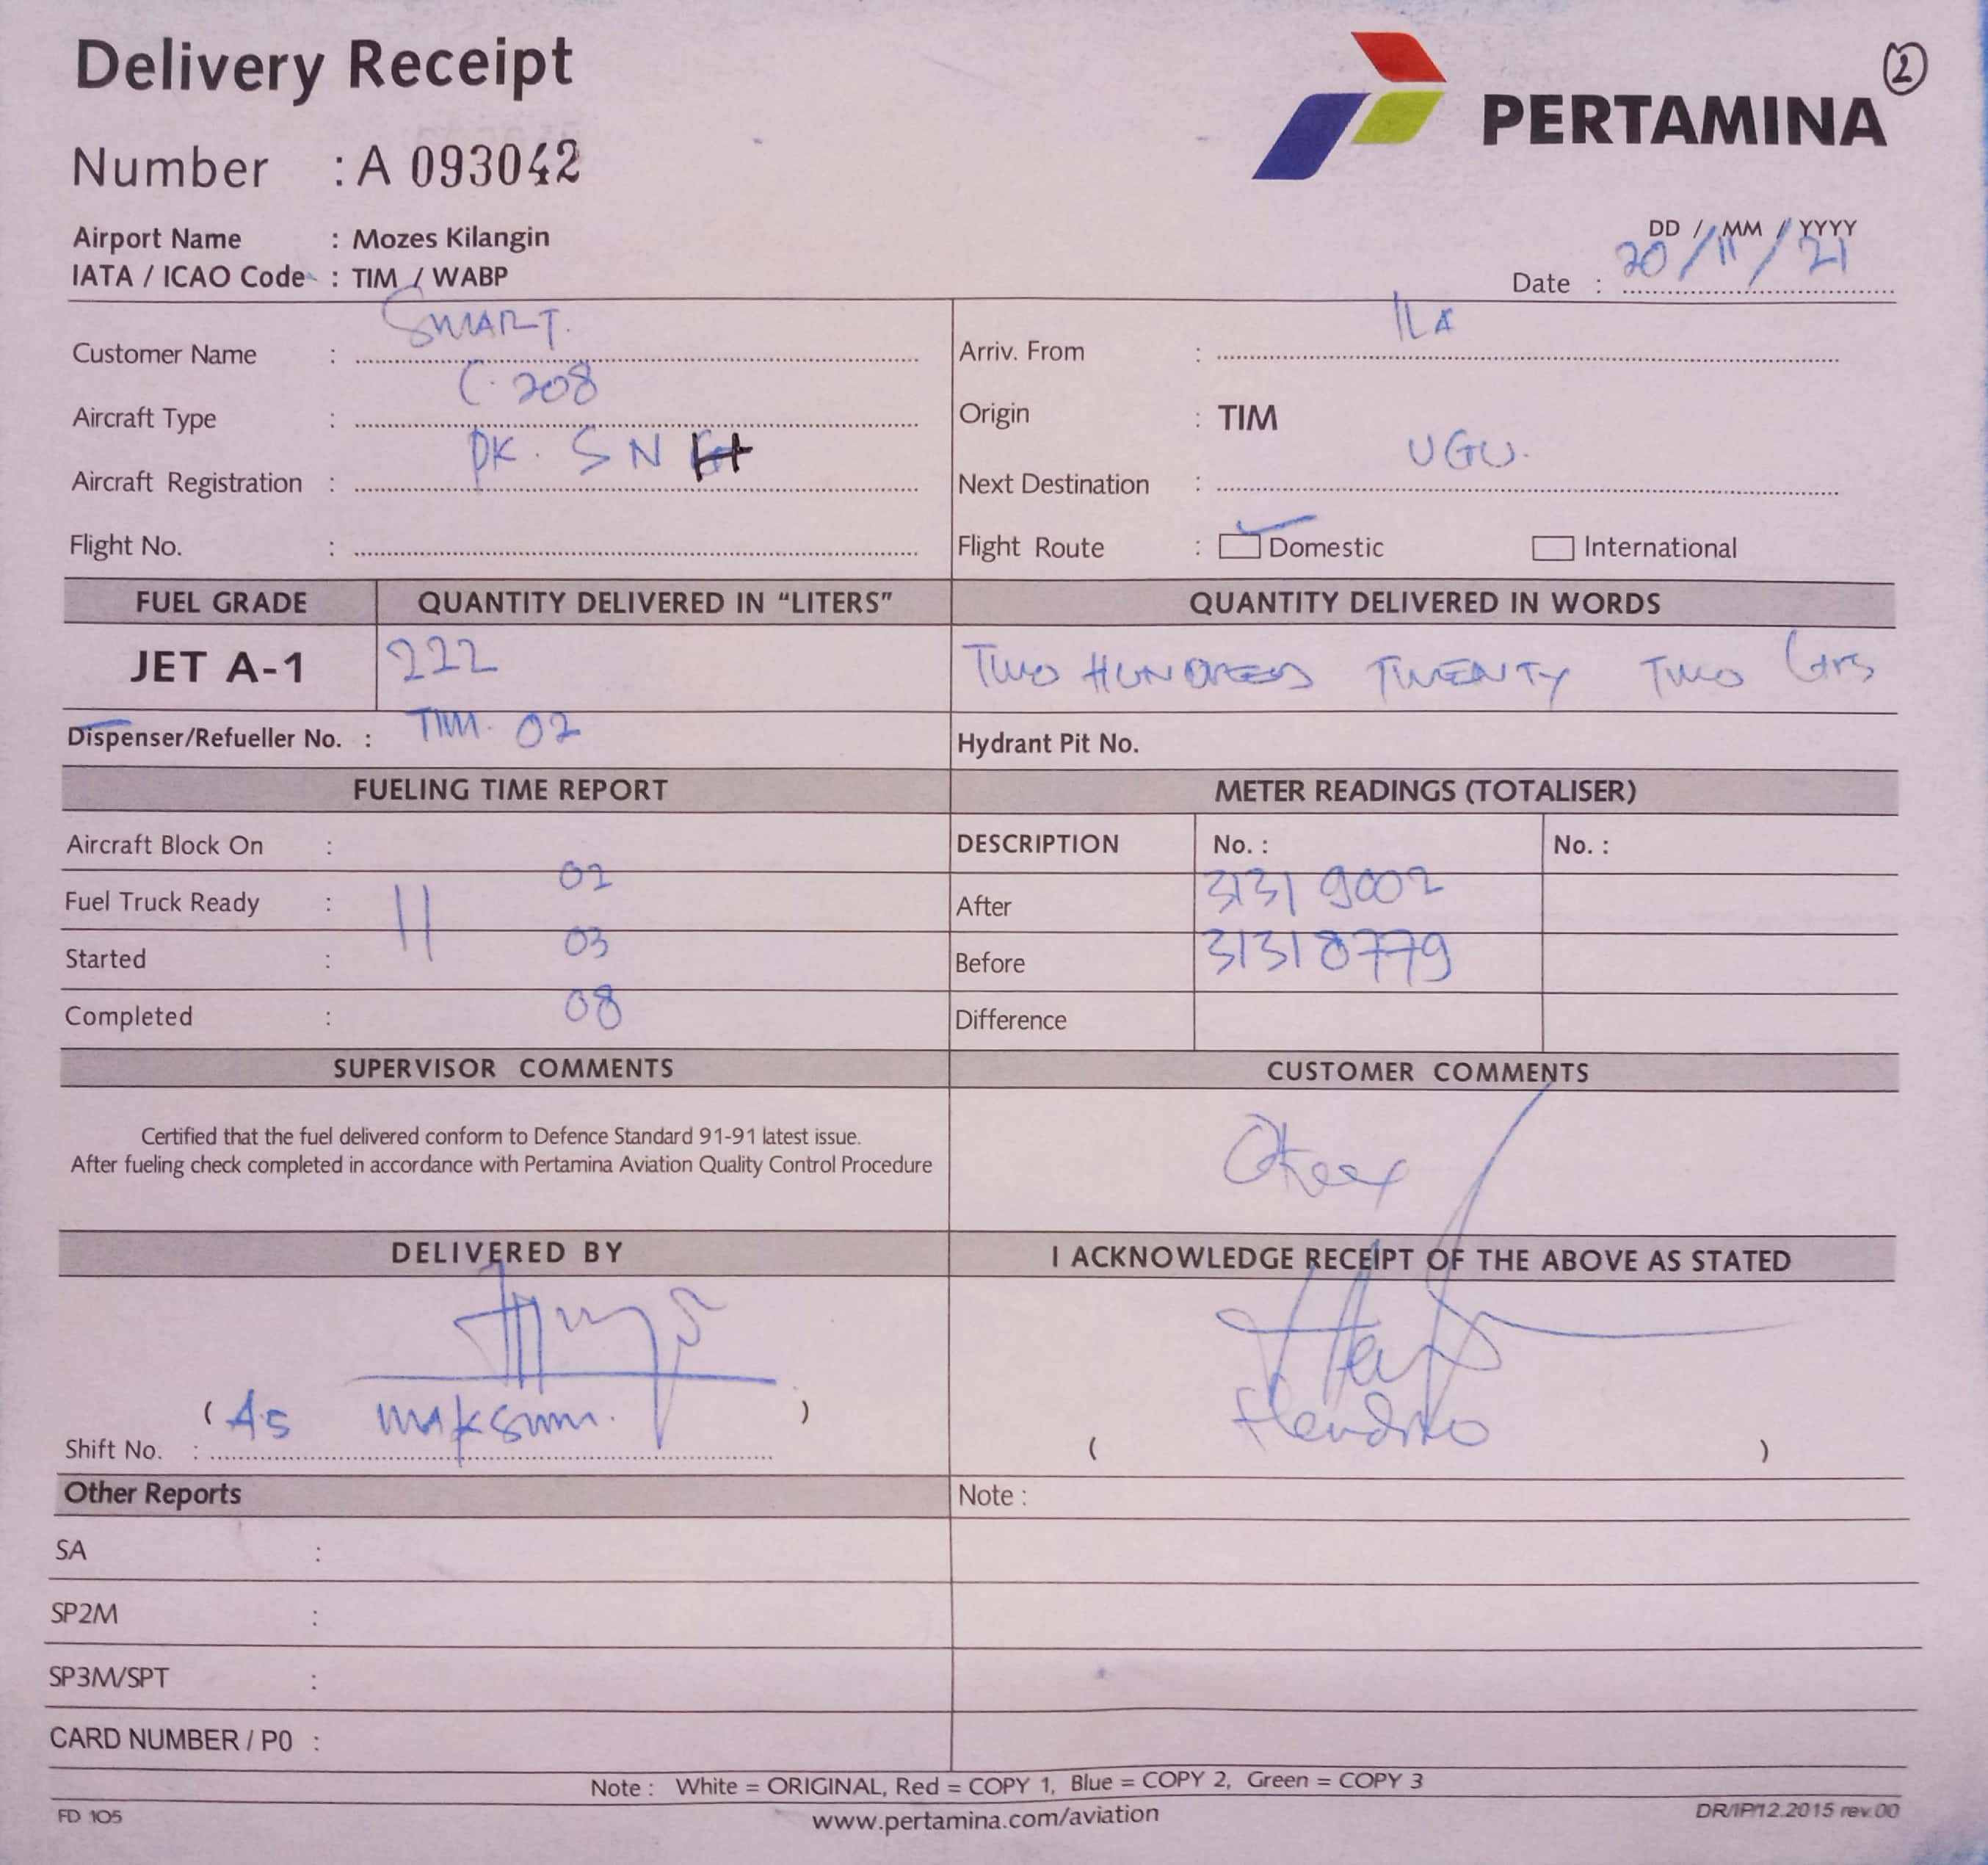 Delivery Receipt
2
PERTAMINA
Number : A 093042
Airport Name : Mozes Kilangin
IATA / ICAO Code : TIM / WABP
DD / MM / YYYY
Date : 20/11/21
Customer Name : SMART.
Arriv. From : ILA
Aircraft Type : C. 208
Origin : TIM
Aircraft Registration : PK. SN H
Next Destination : UGU.
Flight No. :
Flight Route : Domestic International
FUEL GRADE QUANTITY DELIVERED IN “LITERS” QUANTITY DELIVERED IN WORDS
JET A-1 222 TWO HUNDRED TWENTY TWO
Dispenser/Refueller No. : TIM. 02 Hydrant Pit No.
FUELING TIME REPORT METER READINGS (TOTALISER)
Aircraft Block On : DESCRIPTION No. : No. :
Fuel Truck Ready : 11 02 After 31319002
Started : 03 Before 31318779
Completed : 08 Difference
SUPERVISOR COMMENTS CUSTOMER COMMENTS
Certified that the fuel delivered conform to Defence Standard 91-91 latest issue.
After fueling check completed in accordance with Pertamina Aviation Quality Control Procedure
DELIVERED BY I ACKNOWLEDGE RECEIPT OF THE ABOVE AS STATED
( As maksum. )
Shift No. :
( )
Other Reports Note :
SA :
SP2M :
SP3M/SPT :
CARD NUMBER / P0 :
Note : White = ORIGINAL, Red = COPY 1, Blue = COPY 2, Green = COPY 3
FD 105 www.pertamina.com/aviation DR/IP/12.2015 rev.00